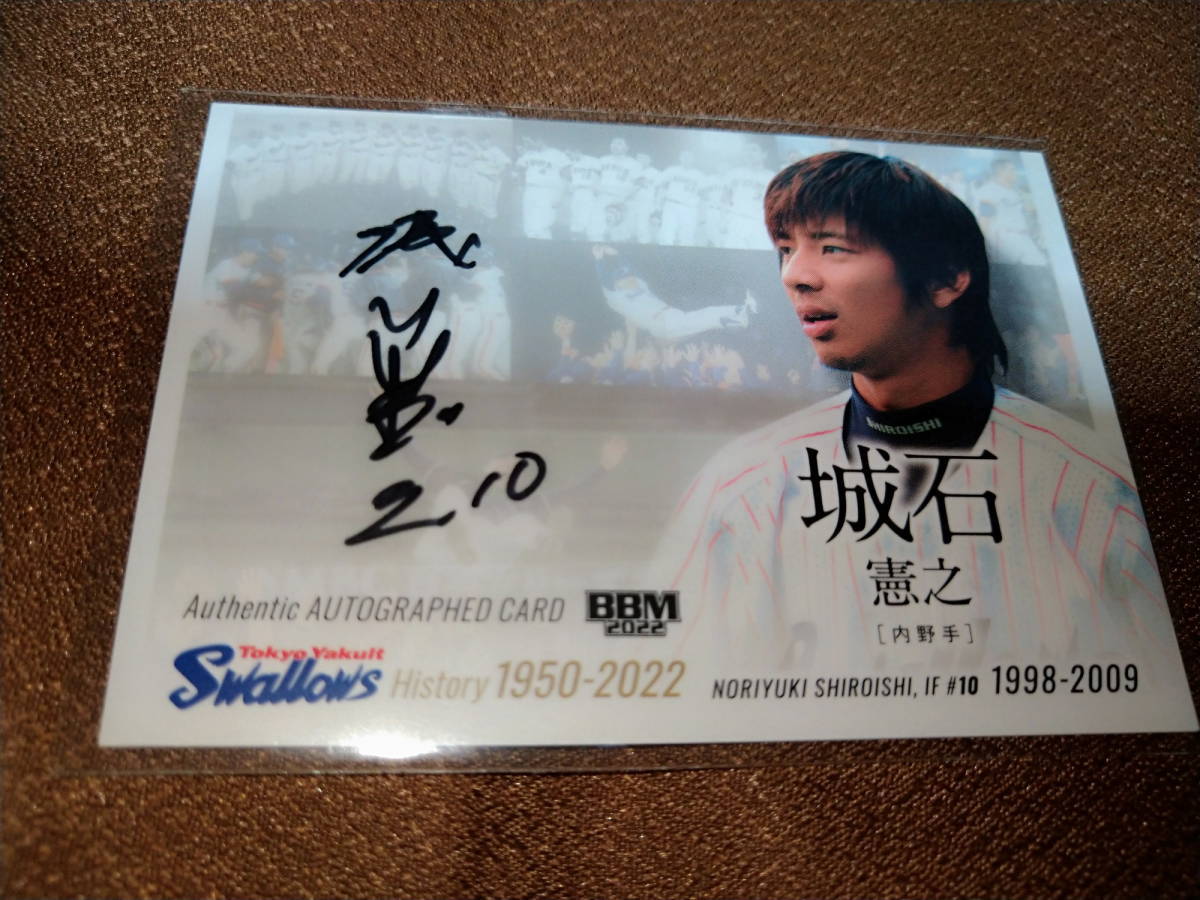 SHIROISHI
城石
憲之
[内野手]
2 10
Authentic AUTOGRAPHED CARD
BBM
2022
Tokyo Yakult
Swallows
History 1950-2022
NORIYUKI SHIROISHI, IF #10 1998-2009